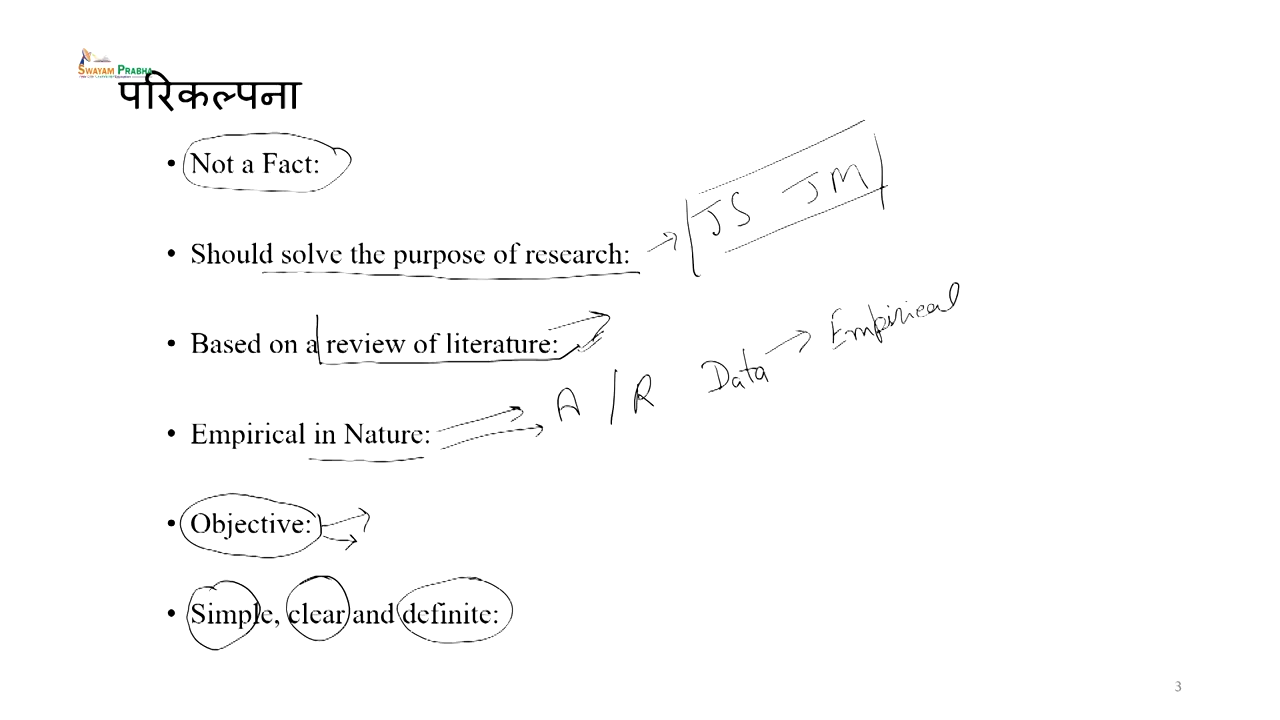 SWAYAM PRABHA
परिकल्पना
• Not a Fact:
JS JM
• Should solve the purpose of research:
• Based on a review of literature:
Data → Empirical
A / R
• Empirical in Nature:
• Objective:
• Simple, clear and definite:
3